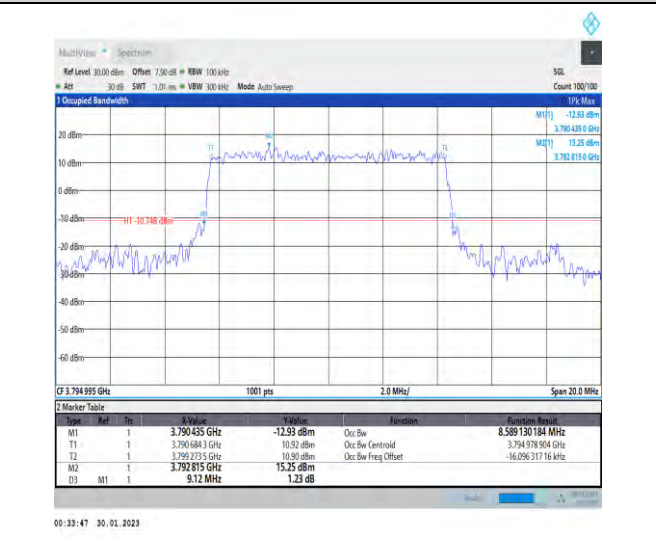 MultiView Spectrum
Ref Level 30.00 dBm Offset 7.90 dB RBW 100 kHz SGL
Att 30 dB SWT 1.01 ms VBW 300 kHz Mode Auto Sweep Count 100/100
1 Occupied Bandwidth 1Pk Max
M1[1] -12.93 dBm
3.790 435 0 GHz
M2[1] 15.25 dBm
3.792 815 0 GHz
20 dBm
T1 M2 T2
10 dBm
0 dBm
-10 dBm
H1 -10.748 dBm M1 D3
-20 dBm
-30 dBm
-40 dBm
-50 dBm
-60 dBm
CF 3.794 995 GHz 1001 pts 2.0 MHz/ Span 20.0 MHz
2 Marker Table
Type Ref Trc X-Value Y-Value Function Function Result
M1 1 3.790 435 GHz -12.93 dBm Occ Bw 8.589 130 184 MHz
T1 1 3.790 684 3 GHz 10.92 dBm Occ Bw Centroid 3.794 978 904 GHz
T2 1 3.799 273 5 GHz 10.90 dBm Occ Bw Freq Offset -16.096 317 16 kHz
M2 1 3.792 815 GHz 15.25 dBm
D3 M1 1 9.12 MHz 1.23 dB
00:33:47 30.01.2023